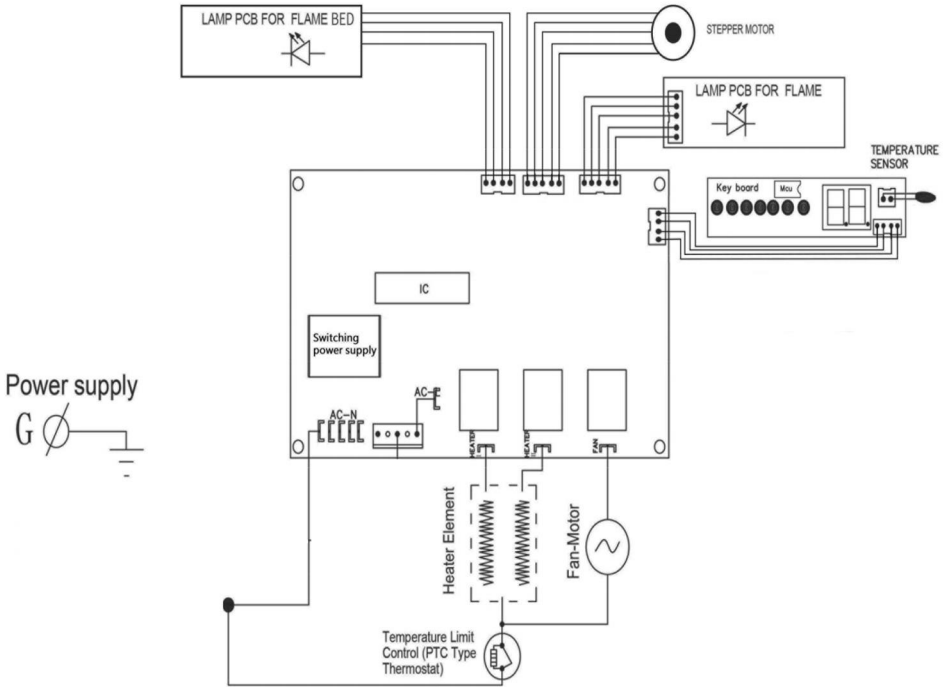 LAMP PCB FOR FLAME BED
STEPPER MOTOR
LAMP PCB FOR FLAME
TEMPERATURE
SENSOR
Key board
Mcu
IC
Switching
power supply
Power supply
G
AC-N
AC-
HEATER
HEATER
FAN
Heater Element
Fan-Motor
Temperature Limit
Control (PTC Type
Thermostat)